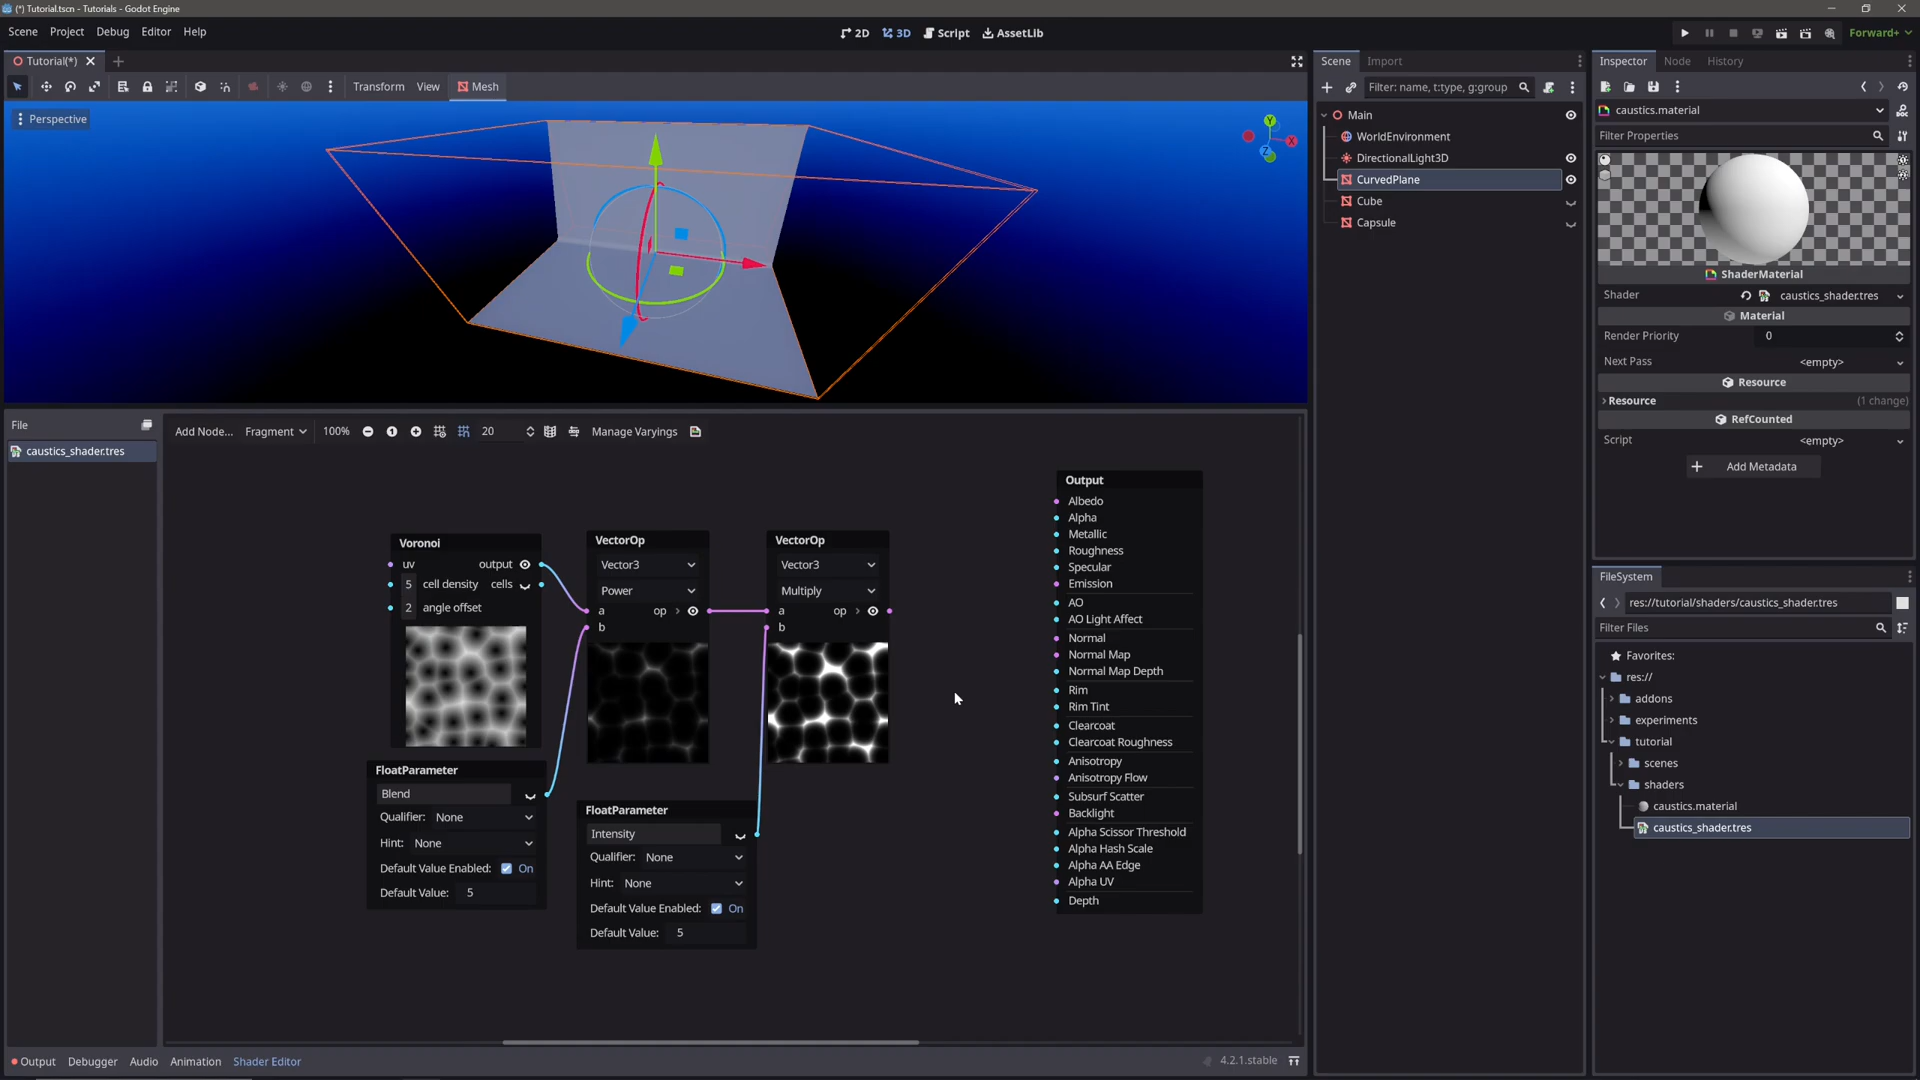 (*) Tutorial.tscn - Tutorials - Godot Engine
Scene Project Debug Editor Help
2D 3D Script AssetLib
Forward+
Tutorial(*)
Transform View Mesh
Perspective
Y
X
Z
Scene Import
Filter: name, t:type, g:group
Main
WorldEnvironment
DirectionalLight3D
CurvedPlane
Cube
Capsule
Inspector Node History
caustics.material
Filter Properties
ShaderMaterial
Shader caustics_shader.tres
Material
Render Priority 0
Next Pass <empty>
Resource
Resource (1 change)
RefCounted
Script <empty>
Add Metadata
File
caustics_shader.tres
Add Node... Fragment 100% 1 20 Manage Varyings
Voronoi
uv output
5 cell density cells
2 angle offset
VectorOp
Vector3
Power
a op
b
VectorOp
Vector3
Multiply
a op
b
FloatParameter
Blend
Qualifier: None
Hint: None
Default Value Enabled: On
Default Value: 5
FloatParameter
Intensity
Qualifier: None
Hint: None
Default Value Enabled: On
Default Value: 5
Output
Albedo
Alpha
Metallic
Roughness
Specular
Emission
AO
AO Light Affect
Normal
Normal Map
Normal Map Depth
Rim
Rim Tint
Clearcoat
Clearcoat Roughness
Anisotropy
Anisotropy Flow
Subsurf Scatter
Backlight
Alpha Scissor Threshold
Alpha Hash Scale
Alpha AA Edge
Alpha UV
Depth
FileSystem
res://tutorial/shaders/caustics_shader.tres
Filter Files
Favorites:
res://
addons
experiments
tutorial
scenes
shaders
caustics.material
caustics_shader.tres
Output Debugger Audio Animation Shader Editor
4.2.1.stable